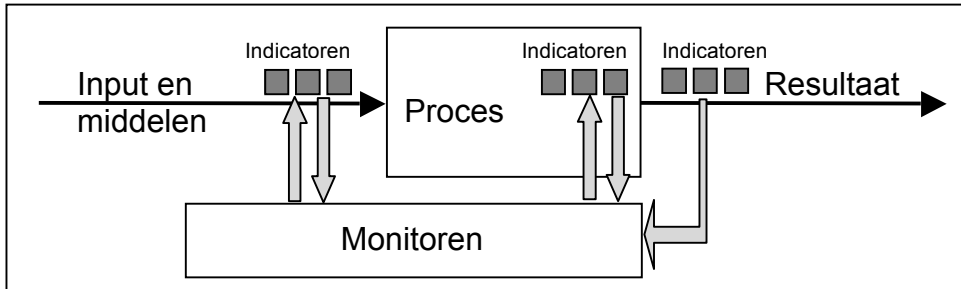 Indicatoren
Indicatoren
Indicatoren
Input en
middelen
Proces
Resultaat
Monitoren